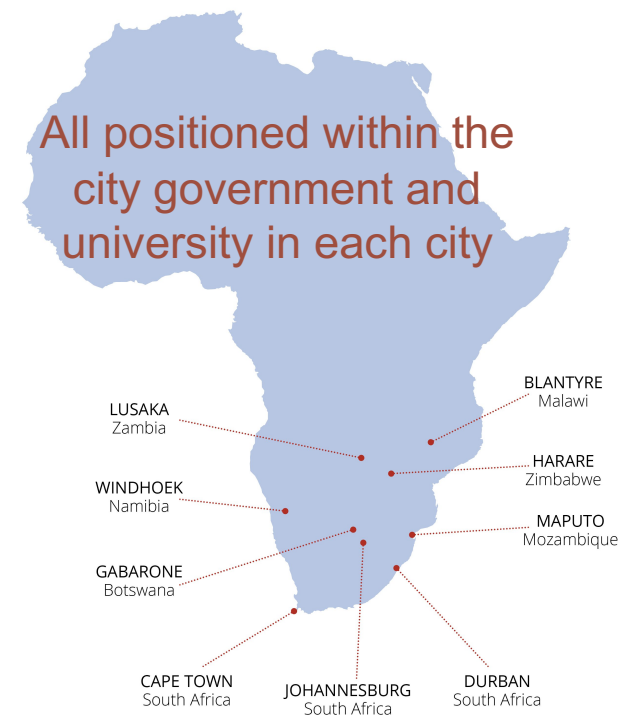 All positioned within the
city government and
university in each city
BLANTYRE
Malawi
LUSAKA
Zambia
HARARE
Zimbabwe
WINDHOEK
Namibia
MAPUTO
Mozambique
GABARONE
Botswana
CAPE TOWN
South Africa
JOHANNESBURG
South Africa
DURBAN
South Africa